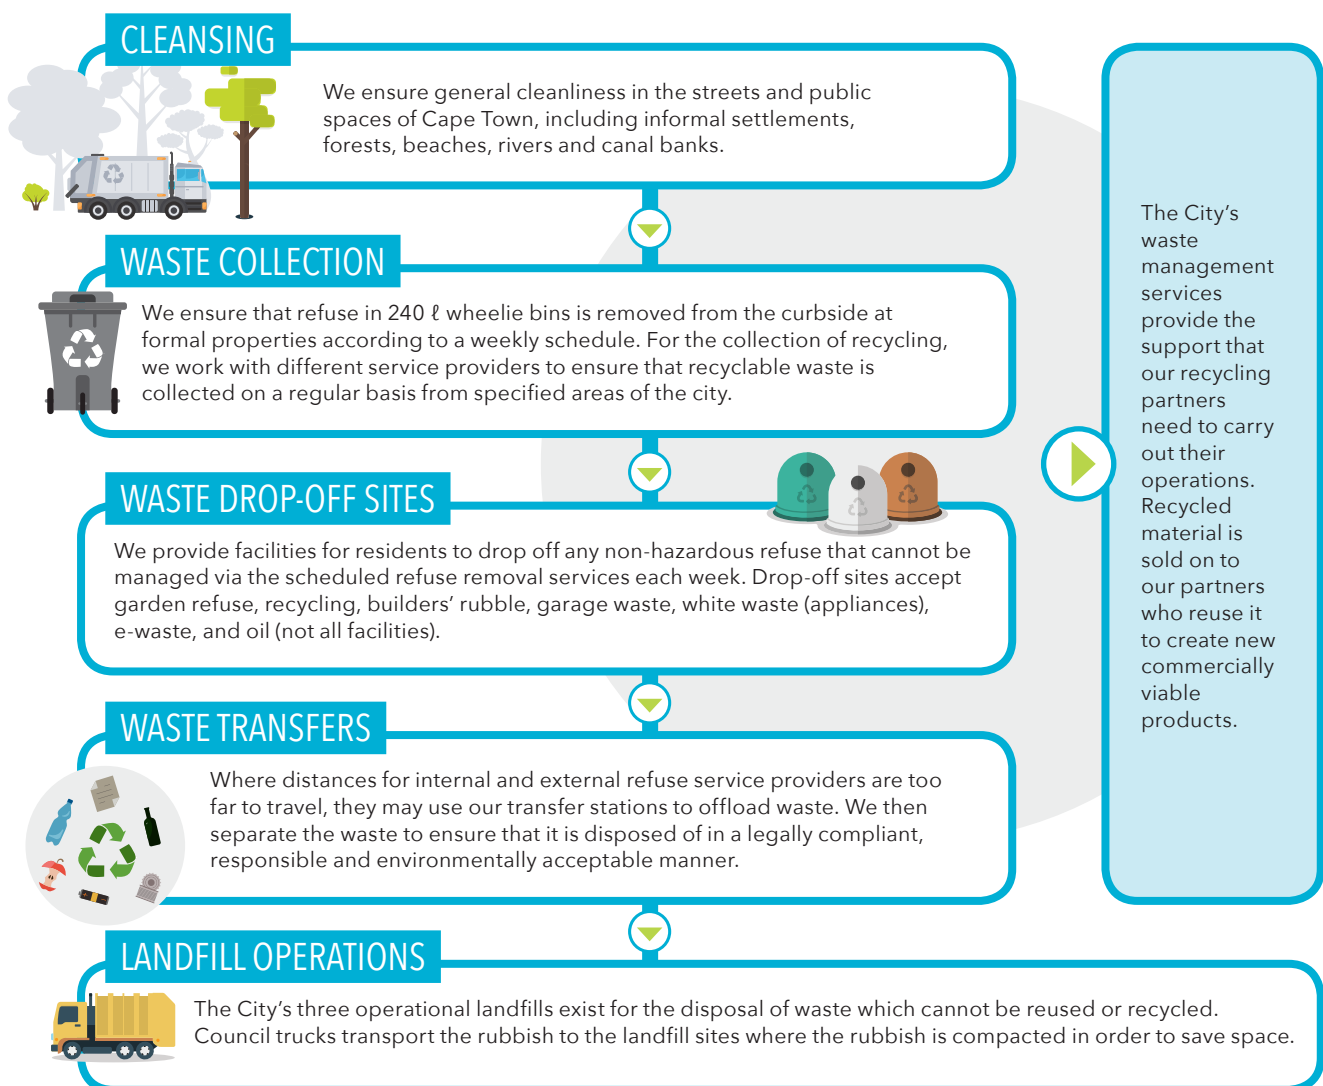 CLEANSING
We ensure general cleanliness in the streets and public
spaces of Cape Town, including informal settlements,
forests, beaches, rivers and canal banks.
WASTE COLLECTION
We ensure that refuse in 240 ℓ wheelie bins is removed from the curbside at
formal properties according to a weekly schedule. For the collection of recycling,
we work with different service providers to ensure that recyclable waste is
collected on a regular basis from specified areas of the city.
WASTE DROP-OFF SITES
We provide facilities for residents to drop off any non-hazardous refuse that cannot be
managed via the scheduled refuse removal services each week. Drop-off sites accept
garden refuse, recycling, builders’ rubble, garage waste, white waste (appliances),
e-waste, and oil (not all facilities).
WASTE TRANSFERS
Where distances for internal and external refuse service providers are too
far to travel, they may use our transfer stations to offload waste. We then
separate the waste to ensure that it is disposed of in a legally compliant,
responsible and environmentally acceptable manner.
LANDFILL OPERATIONS
The City’s three operational landfills exist for the disposal of waste which cannot be reused or recycled.
Council trucks transport the rubbish to the landfill sites where the rubbish is compacted in order to save space.
The City’s
waste
management
services
provide the
support that
our recycling
partners
need to carry
out their
operations.
Recycled
material is
sold on to
our partners
who reuse it
to create new
commercially
viable
products.